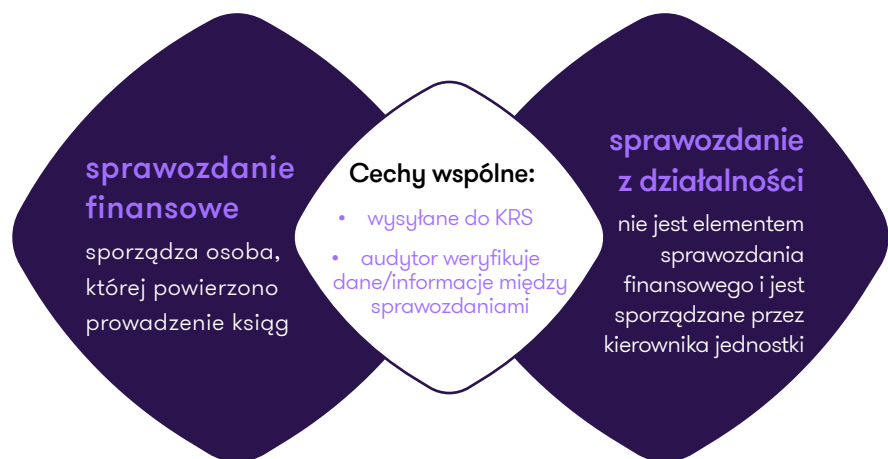 sprawozdanie
finansowe
sporządza osoba,
której powierzono
prowadzenie ksiąg
Cechy wspólne:
• wysyłane do KRS
• audytor weryfikuje
dane/informacje między
sprawozdaniami
sprawozdanie
z działalności
nie jest elementem
sprawozdania
finansowego i jest
sporządzane przez
kierownika jednostki